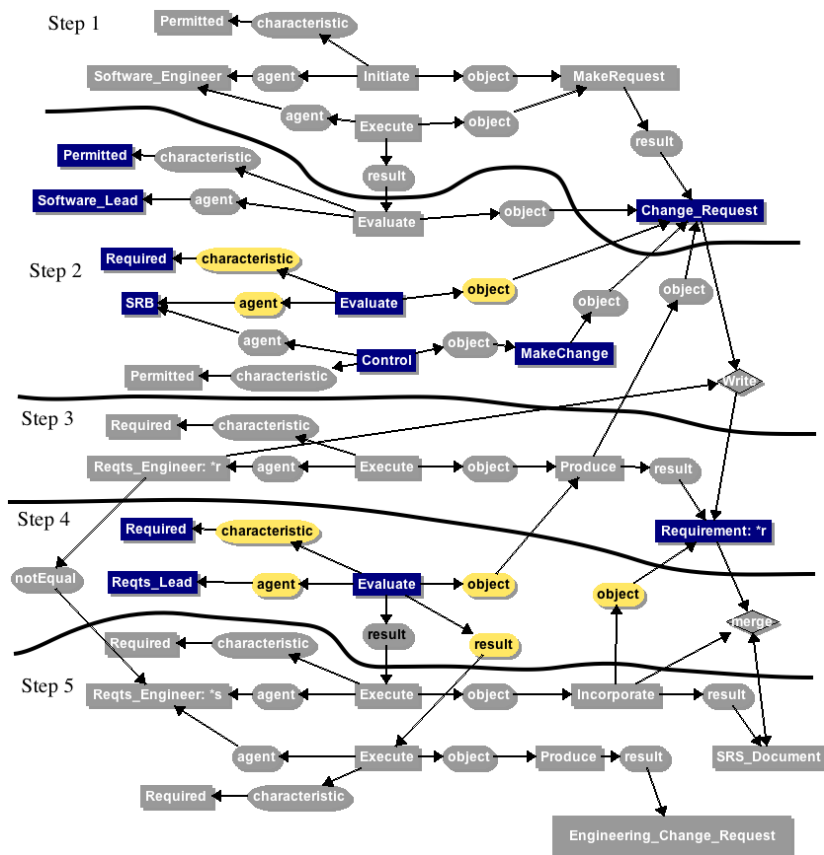 Step 1
Permitted
characteristic
Software_Engineer
agent
Initiate
object
MakeRequest
agent
Execute
object
result
result
Permitted
characteristic
Software_Lead
agent
Evaluate
object
Change_Request
Step 2
Required
characteristic
SRB
agent
Evaluate
object
object
object
agent
Control
object
MakeChange
Permitted
characteristic
Write
Step 3
Required
characteristic
Reqts_Engineer: *r
agent
Execute
object
Produce
result
Step 4
Required
characteristic
Requirement: *r
notEqual
Reqts_Lead
agent
Evaluate
object
object
merge
result
result
Required
characteristic
Step 5
Reqts_Engineer: *s
agent
Execute
object
Incorporate
result
agent
Execute
object
Produce
result
SRS_Document
Required
characteristic
Engineering_Change_Request